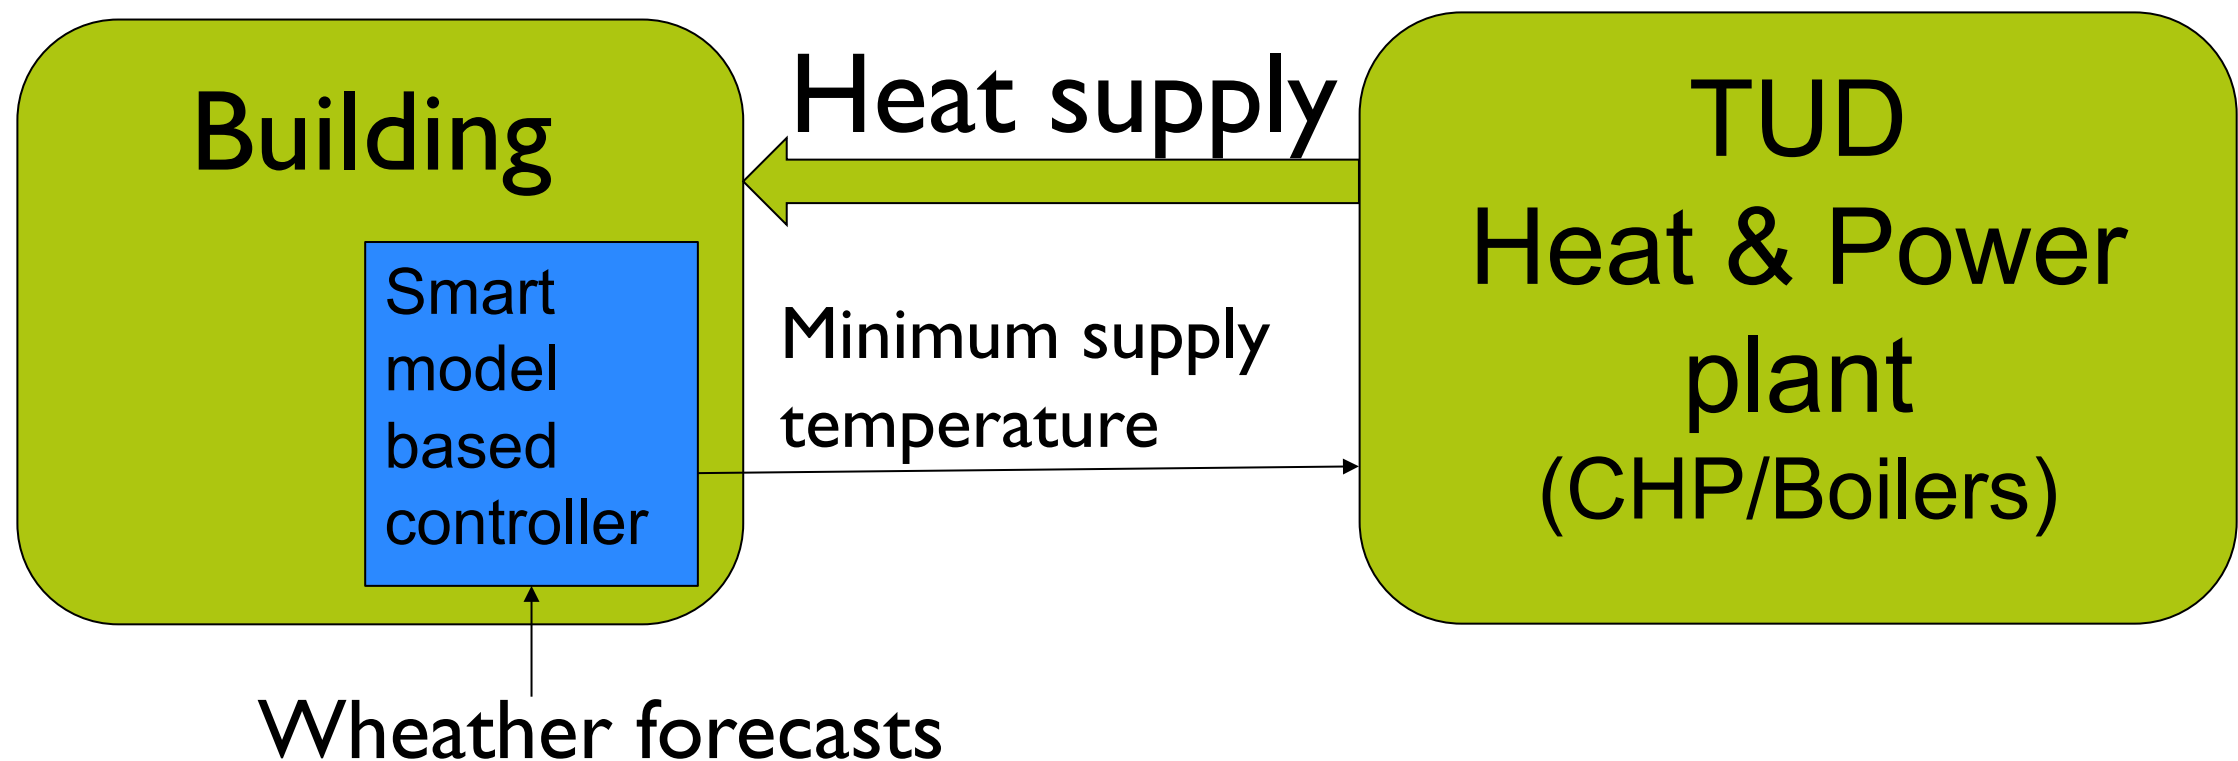 Building
Smart
model
based
controller
Heat supply
Minimum supply
temperature
TUD
Heat & Power
plant
(CHP/Boilers)
Wheather forecasts